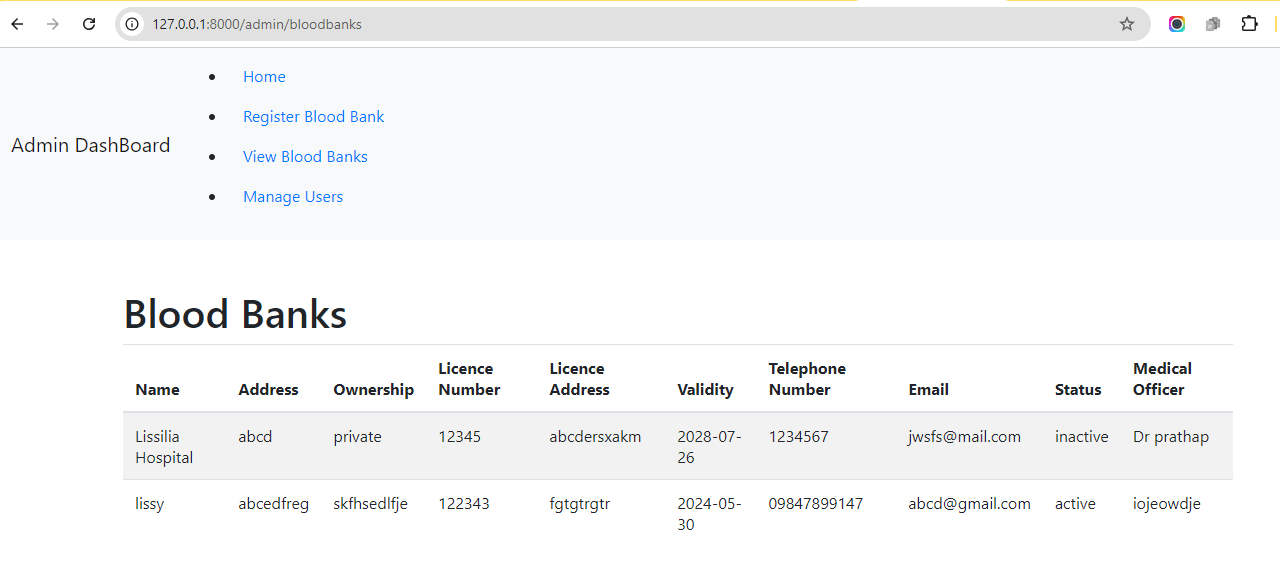 127.0.0.1:8000/admin/bloodbanks
Admin DashBoard
Home
Register Blood Bank
View Blood Banks
Manage Users
Blood Banks
Name Address Ownership Licence Number Licence Address Validity Telephone Number Email Status Medical Officer
Lissilia Hospital abcd private 12345 abcdersxakm 2028-07-26 1234567 jwsfs@mail.com inactive Dr prathap
lissy abcedfreg skfhsedlfje 122343 fgtgtrgtr 2024-05-30 09847899147 abcd@gmail.com active iojeowdje